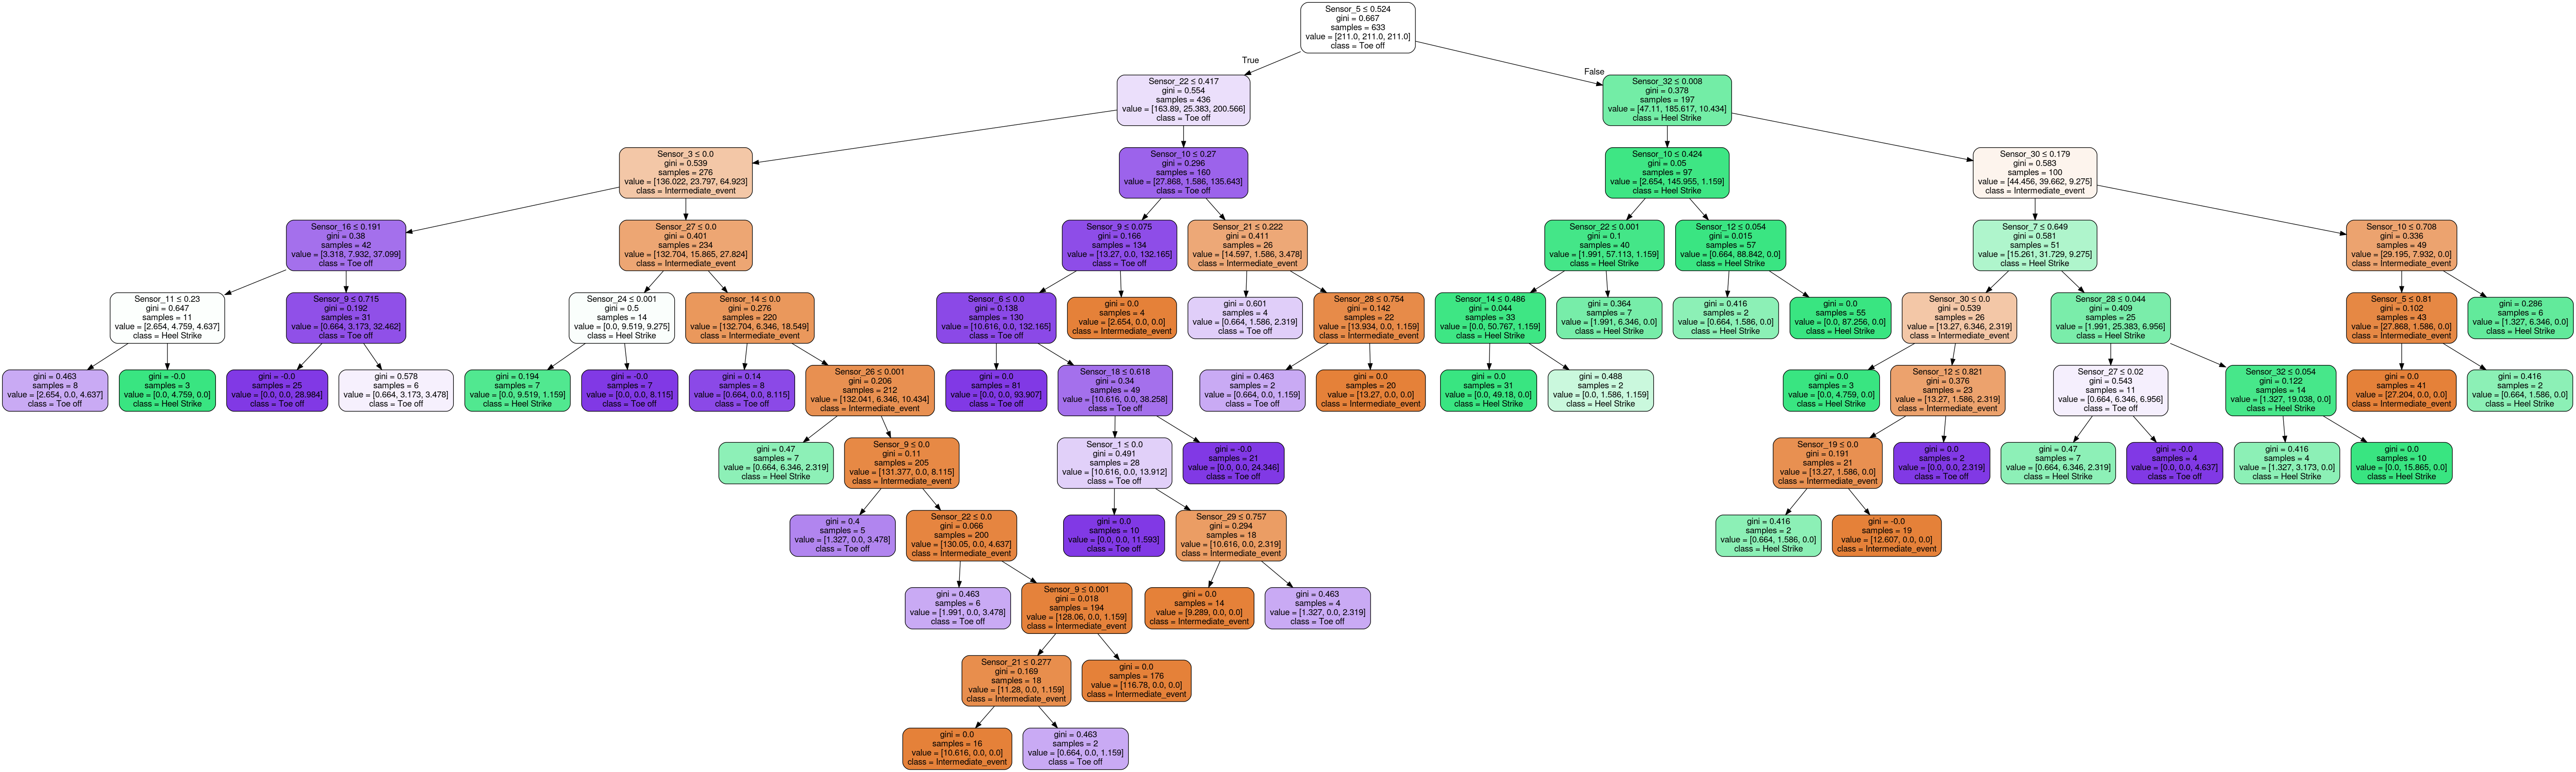 Sensor_5 ≤ 0.524
gini = 0.667
samples = 633
value = [211.0, 211.0, 211.0]
class = Toe off
True
False
Sensor_22 ≤ 0.417
gini = 0.554
samples = 436
value = [163.89, 25.383, 200.566]
class = Toe off
Sensor_32 ≤ 0.008
gini = 0.378
samples = 197
value = [47.11, 185.617, 10.434]
class = Heel Strike
Sensor_3 ≤ 0.0
gini = 0.539
samples = 276
value = [136.022, 23.797, 64.923]
class = Intermediate_event
Sensor_10 ≤ 0.27
gini = 0.296
samples = 160
value = [27.868, 1.586, 135.643]
class = Toe off
Sensor_10 ≤ 0.424
gini = 0.05
samples = 97
value = [2.654, 145.955, 1.159]
class = Heel Strike
Sensor_30 ≤ 0.179
gini = 0.583
samples = 100
value = [44.456, 39.662, 9.275]
class = Intermediate_event
Sensor_16 ≤ 0.191
gini = 0.38
samples = 42
value = [3.318, 7.932, 37.099]
class = Toe off
Sensor_27 ≤ 0.0
gini = 0.401
samples = 234
value = [132.704, 15.865, 27.824]
class = Intermediate_event
Sensor_9 ≤ 0.075
gini = 0.166
samples = 134
value = [13.27, 0.0, 132.165]
class = Toe off
Sensor_21 ≤ 0.222
gini = 0.411
samples = 26
value = [14.597, 1.586, 3.478]
class = Intermediate_event
Sensor_22 ≤ 0.001
gini = 0.1
samples = 40
value = [1.991, 57.113, 1.159]
class = Heel Strike
Sensor_12 ≤ 0.054
gini = 0.015
samples = 57
value = [0.664, 88.842, 0.0]
class = Heel Strike
Sensor_7 ≤ 0.649
gini = 0.581
samples = 51
value = [15.261, 31.729, 9.275]
class = Heel Strike
Sensor_10 ≤ 0.708
gini = 0.336
samples = 49
value = [29.195, 7.932, 0.0]
class = Intermediate_event
Sensor_11 ≤ 0.23
gini = 0.647
samples = 11
value = [2.654, 4.759, 4.637]
class = Heel Strike
Sensor_9 ≤ 0.715
gini = 0.192
samples = 31
value = [0.664, 3.173, 32.462]
class = Toe off
Sensor_24 ≤ 0.001
gini = 0.5
samples = 14
value = [0.0, 9.519, 9.275]
class = Heel Strike
Sensor_14 ≤ 0.0
gini = 0.276
samples = 220
value = [132.704, 6.346, 18.549]
class = Intermediate_event
Sensor_6 ≤ 0.0
gini = 0.138
samples = 130
value = [10.616, 0.0, 132.165]
class = Toe off
gini = 0.0
samples = 4
value = [2.654, 0.0, 0.0]
class = Intermediate_event
gini = 0.601
samples = 4
value = [0.664, 1.586, 2.319]
class = Toe off
Sensor_28 ≤ 0.754
gini = 0.142
samples = 22
value = [13.934, 0.0, 1.159]
class = Intermediate_event
Sensor_14 ≤ 0.486
gini = 0.044
samples = 33
value = [0.0, 50.767, 1.159]
class = Heel Strike
gini = 0.364
samples = 7
value = [1.991, 6.346, 0.0]
class = Heel Strike
gini = 0.416
samples = 2
value = [0.664, 1.586, 0.0]
class = Heel Strike
gini = 0.0
samples = 55
value = [0.0, 87.256, 0.0]
class = Heel Strike
Sensor_30 ≤ 0.0
gini = 0.539
samples = 26
value = [13.27, 6.346, 2.319]
class = Intermediate_event
Sensor_28 ≤ 0.044
gini = 0.409
samples = 25
value = [1.991, 25.383, 6.956]
class = Heel Strike
Sensor_5 ≤ 0.81
gini = 0.102
samples = 43
value = [27.868, 1.586, 0.0]
class = Intermediate_event
gini = 0.286
samples = 6
value = [1.327, 6.346, 0.0]
class = Heel Strike
gini = 0.463
samples = 8
value = [2.654, 0.0, 4.637]
class = Toe off
gini = -0.0
samples = 3
value = [0.0, 4.759, 0.0]
class = Heel Strike
gini = -0.0
samples = 25
value = [0.0, 0.0, 28.984]
class = Toe off
gini = 0.578
samples = 6
value = [0.664, 3.173, 3.478]
class = Toe off
gini = 0.194
samples = 7
value = [0.0, 9.519, 1.159]
class = Heel Strike
gini = -0.0
samples = 7
value = [0.0, 0.0, 8.115]
class = Toe off
gini = 0.14
samples = 8
value = [0.664, 0.0, 8.115]
class = Toe off
Sensor_26 ≤ 0.001
gini = 0.206
samples = 212
value = [132.041, 6.346, 10.434]
class = Intermediate_event
gini = 0.0
samples = 81
value = [0.0, 0.0, 93.907]
class = Toe off
Sensor_18 ≤ 0.618
gini = 0.34
samples = 49
value = [10.616, 0.0, 38.258]
class = Toe off
gini = 0.463
samples = 2
value = [0.664, 0.0, 1.159]
class = Toe off
gini = 0.0
samples = 20
value = [13.27, 0.0, 0.0]
class = Intermediate_event
gini = 0.0
samples = 31
value = [0.0, 49.18, 0.0]
class = Heel Strike
gini = 0.488
samples = 2
value = [0.0, 1.586, 1.159]
class = Heel Strike
gini = 0.0
samples = 3
value = [0.0, 4.759, 0.0]
class = Heel Strike
Sensor_12 ≤ 0.821
gini = 0.376
samples = 23
value = [13.27, 1.586, 2.319]
class = Intermediate_event
Sensor_27 ≤ 0.02
gini = 0.543
samples = 11
value = [0.664, 6.346, 6.956]
class = Toe off
Sensor_32 ≤ 0.054
gini = 0.122
samples = 14
value = [1.327, 19.038, 0.0]
class = Heel Strike
gini = 0.0
samples = 41
value = [27.204, 0.0, 0.0]
class = Intermediate_event
gini = 0.416
samples = 2
value = [0.664, 1.586, 0.0]
class = Heel Strike
gini = 0.47
samples = 7
value = [0.664, 6.346, 2.319]
class = Heel Strike
Sensor_9 ≤ 0.0
gini = 0.11
samples = 205
value = [131.377, 0.0, 8.115]
class = Intermediate_event
Sensor_1 ≤ 0.0
gini = 0.491
samples = 28
value = [10.616, 0.0, 13.912]
class = Toe off
gini = -0.0
samples = 21
value = [0.0, 0.0, 24.346]
class = Toe off
Sensor_19 ≤ 0.0
gini = 0.191
samples = 21
value = [13.27, 1.586, 0.0]
class = Intermediate_event
gini = 0.0
samples = 2
value = [0.0, 0.0, 2.319]
class = Toe off
gini = 0.47
samples = 7
value = [0.664, 6.346, 2.319]
class = Heel Strike
gini = -0.0
samples = 4
value = [0.0, 0.0, 4.637]
class = Toe off
gini = 0.416
samples = 4
value = [1.327, 3.173, 0.0]
class = Heel Strike
gini = 0.0
samples = 10
value = [0.0, 15.865, 0.0]
class = Heel Strike
gini = 0.4
samples = 5
value = [1.327, 0.0, 3.478]
class = Toe off
Sensor_22 ≤ 0.0
gini = 0.066
samples = 200
value = [130.05, 0.0, 4.637]
class = Intermediate_event
gini = 0.0
samples = 10
value = [0.0, 0.0, 11.593]
class = Toe off
Sensor_29 ≤ 0.757
gini = 0.294
samples = 18
value = [10.616, 0.0, 2.319]
class = Intermediate_event
gini = 0.416
samples = 2
value = [0.664, 1.586, 0.0]
class = Heel Strike
gini = -0.0
samples = 19
value = [12.607, 0.0, 0.0]
class = Intermediate_event
gini = 0.463
samples = 6
value = [1.991, 0.0, 3.478]
class = Toe off
Sensor_9 ≤ 0.001
gini = 0.018
samples = 194
value = [128.06, 0.0, 1.159]
class = Intermediate_event
gini = 0.0
samples = 14
value = [9.289, 0.0, 0.0]
class = Intermediate_event
gini = 0.463
samples = 4
value = [1.327, 0.0, 2.319]
class = Toe off
Sensor_21 ≤ 0.277
gini = 0.169
samples = 18
value = [11.28, 0.0, 1.159]
class = Intermediate_event
gini = 0.0
samples = 176
value = [116.78, 0.0, 0.0]
class = Intermediate_event
gini = 0.0
samples = 16
value = [10.616, 0.0, 0.0]
class = Intermediate_event
gini = 0.463
samples = 2
value = [0.664, 0.0, 1.159]
class = Toe off